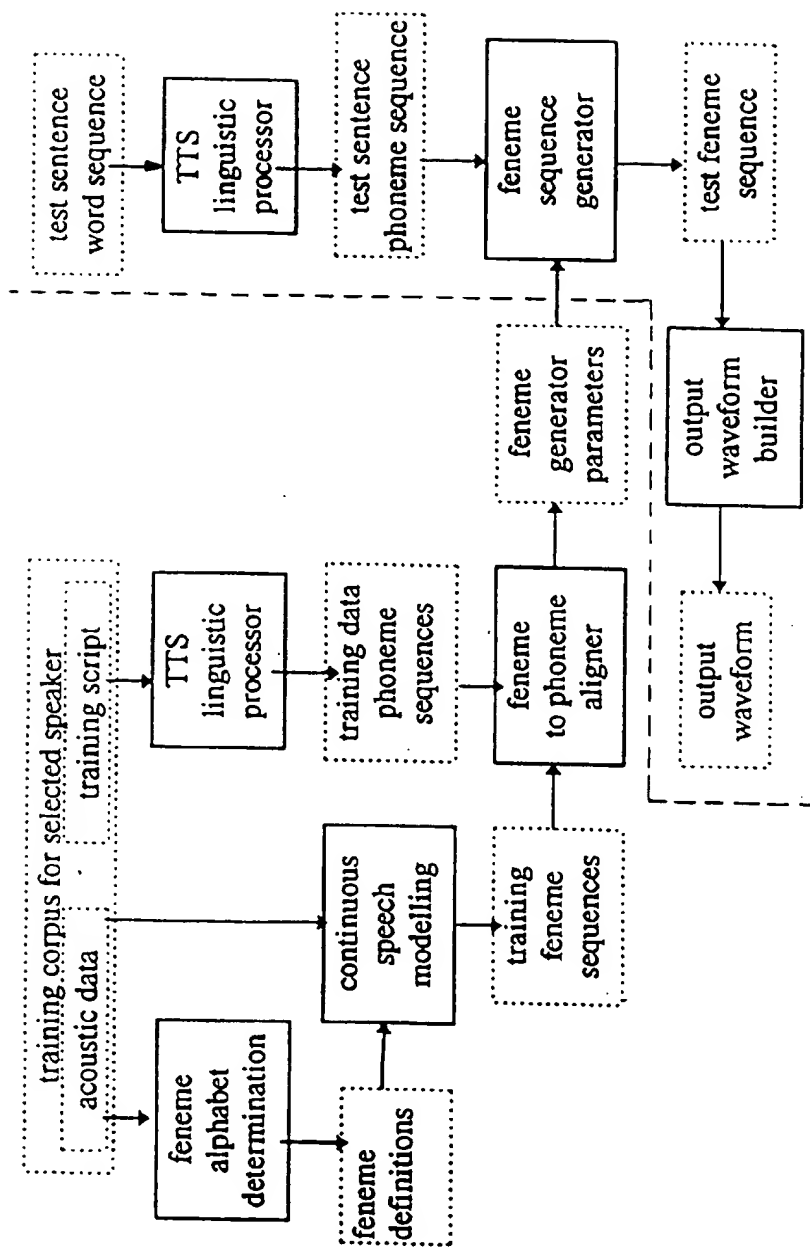 training corpus for selected speaker
acoustic data
training script
feneme
alphabet
determination
feneme
definitions
continuous
speech
modelling
training
feneme
sequences
TTS
linguistic
processor
training data
phoneme
sequences
feneme
to phoneme
aligner
feneme
generator
parameters
test sentence
word sequence
TTS
linguistic
processor
test sentence
phoneme sequence
feneme
sequence
generator
test feneme
sequence
output
waveform
builder
output
waveform